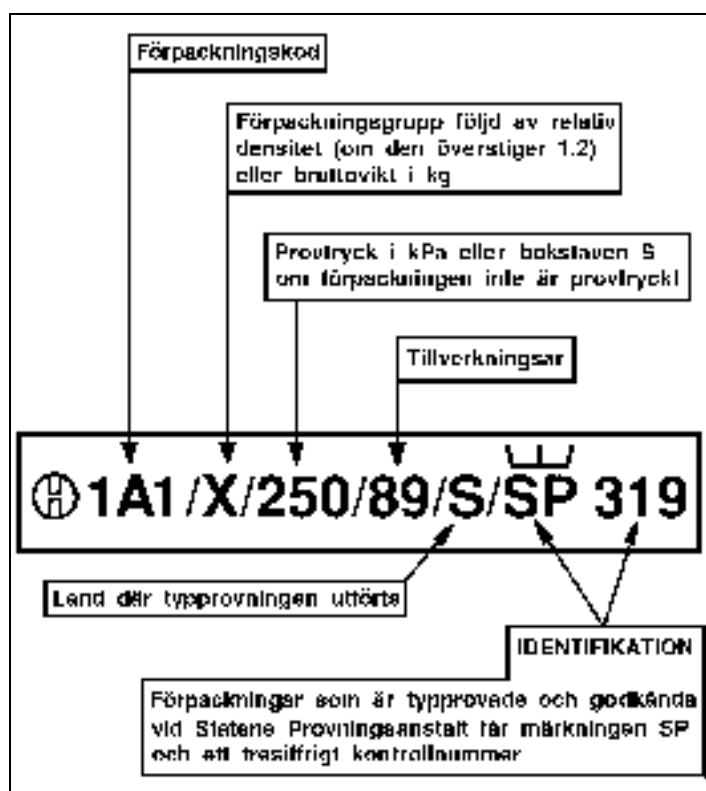 Förpackningskod
Förpackningsgrupp följd av relativ
densitet (om den överstiger 1.2)
eller bruttovikt i kg
Provtryck i kPa eller bokstaven S
om förpackningen inte är provtryckt
Tillverkningsår
1A1/X/250/89/S/SP 319
Land där typprovningen utförts
IDENTIFIKATION
Förpackningar som är typprovade och godkända
vid Statens Provningsanstalt får märkningen SP
och ett tresiffrigt kontrollnummer